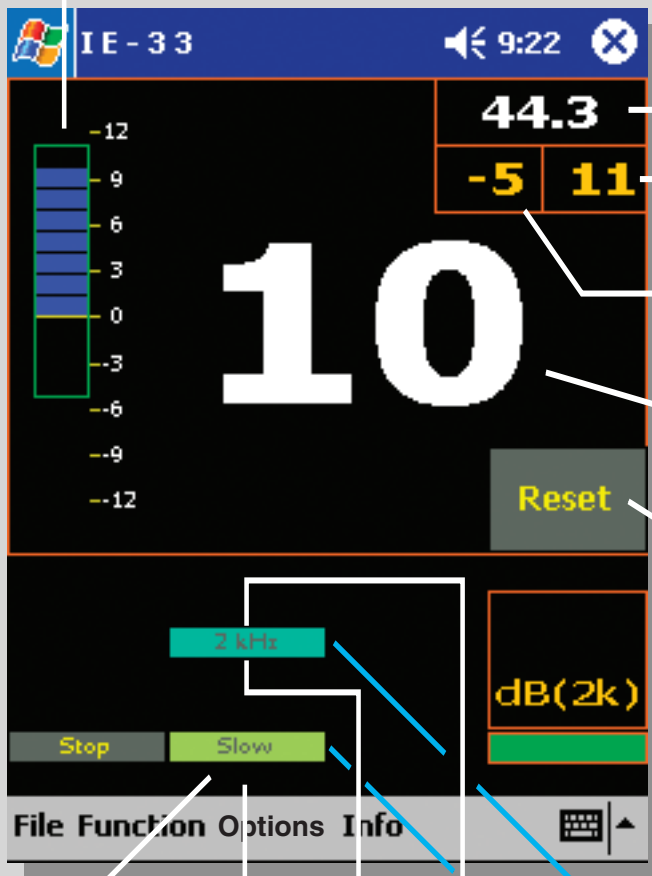 IE-33 9:22
44.3
-5 11
-12
- 9
- 6
- 3
- 0
--3
--6
--9
--12
10
Reset
2 kHz
dB(2k)
Stop Slow
File Function Options Info